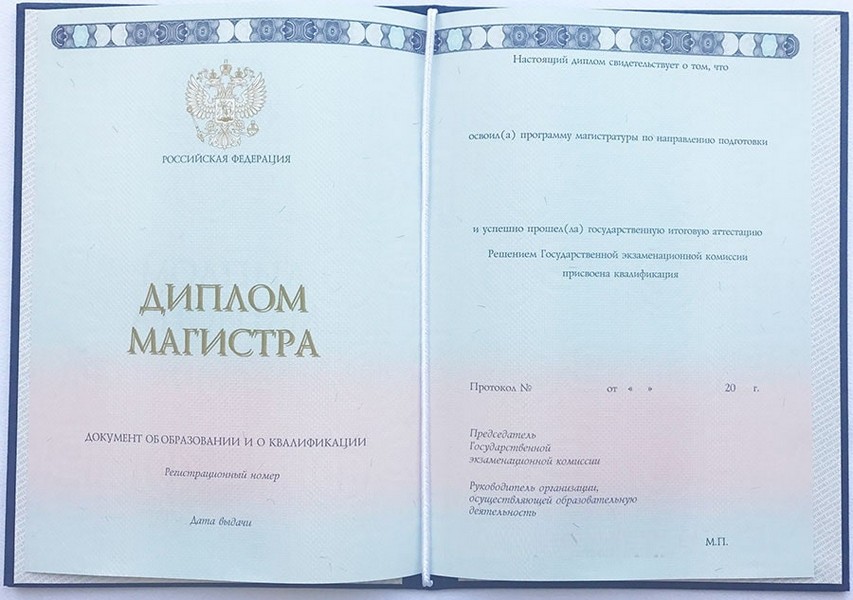 РОССИЙСКАЯ ФЕДЕРАЦИЯ
ДИПЛОМ
МАГИСТРА
ДОКУМЕНТ ОБ ОБРАЗОВАНИИ И О КВАЛИФИКАЦИИ
Регистрационный номер
Дата выдачи
Настоящий диплом свидетельствует о том, что
освоил(а) программу магистратуры по направлению подготовки
и успешно прошел(ла) государственную итоговую аттестацию
Решением Государственной экзаменационной комиссии
присвоена квалификация
Протокол № от « » 20 г.
Председатель
Государственной
экзаменационной комиссии
Руководитель организации,
осуществляющей образовательную
деятельность
М.П.